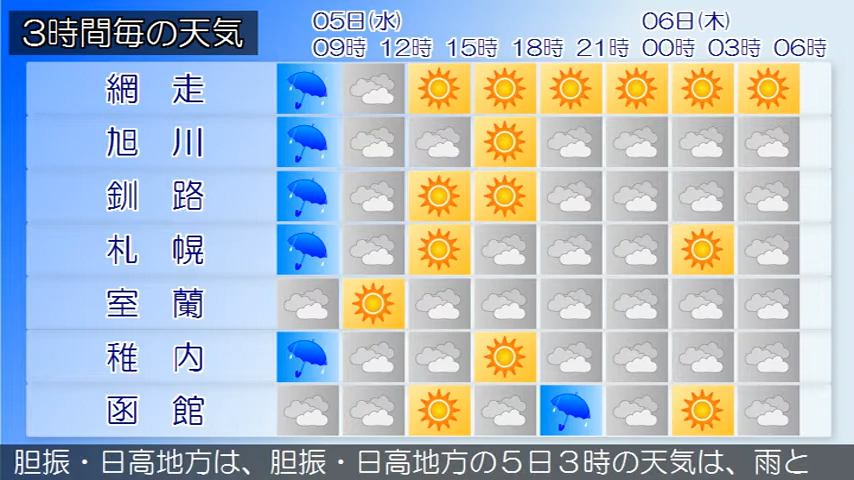 3時間毎の天気
05日(水) 06日(木)
09時 12時 15時 18時 21時 00時 03時 06時
網 走
旭 川
釧 路
札 幌
室 蘭
稚 内
函 館
胆振・日高地方は、胆振・日高地方の5日3時の天気は、雨と